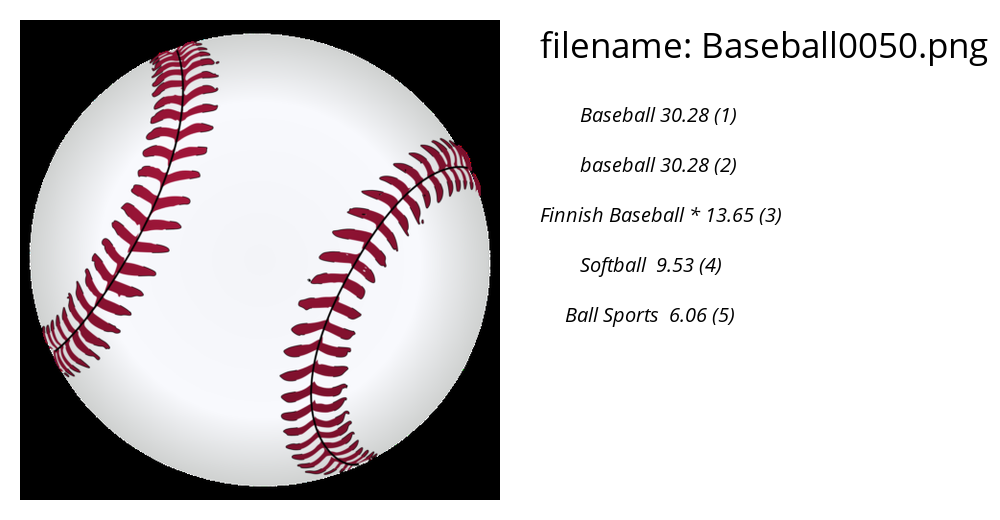 filename: Baseball0050.png
Baseball 30.28 (1)
baseball 30.28 (2)
Finnish Baseball * 13.65 (3)
Softball 9.53 (4)
Ball Sports 6.06 (5)